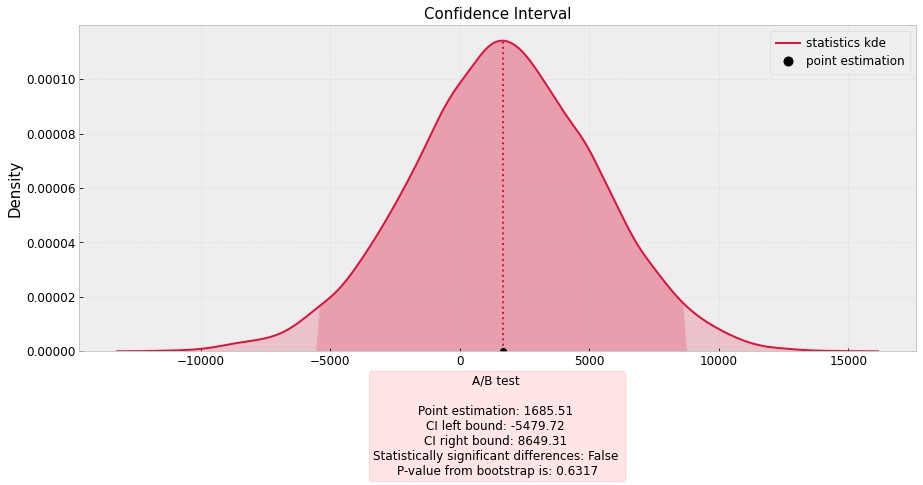 Confidence Interval
statistics kde
point estimation
Density
0.00010
0.00008
0.00006
0.00004
0.00002
0.00000
−10000
−5000
0
5000
10000
15000
A/B test
Point estimation: 1685.51
CI left bound: -5479.72
CI right bound: 8649.31
Statistically significant differences: False
P-value from bootstrap is: 0.6317